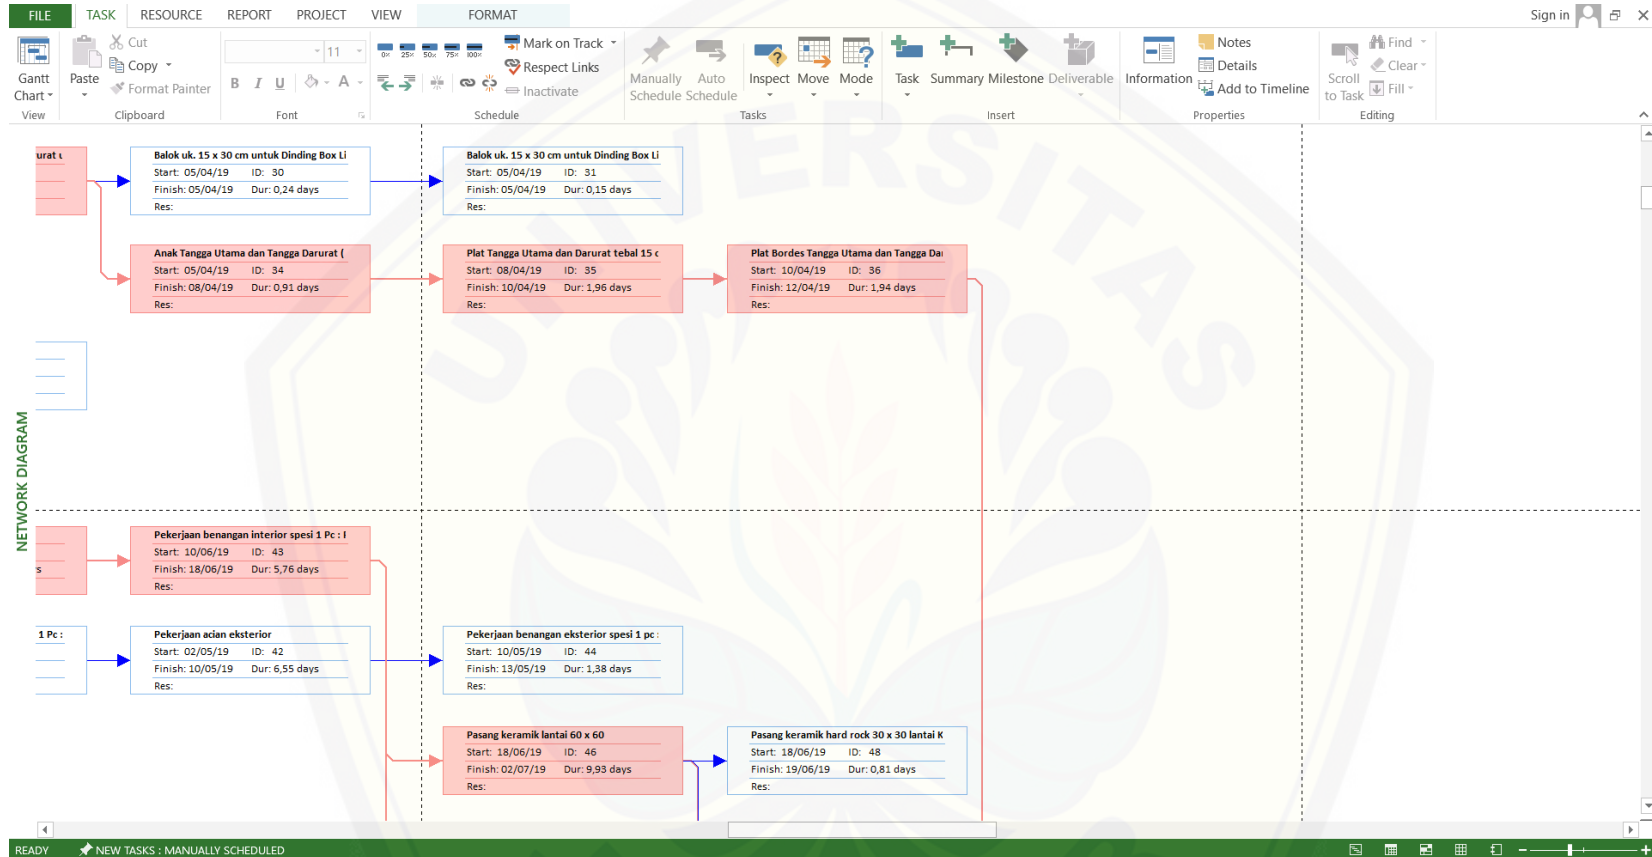 FILE TASK RESOURCE REPORT PROJECT VIEW FORMAT Sign in
Gantt Chart
Paste
Cut
Copy
Format Painter
11
B I U A
0% 25% 50% 75% 100%
Mark on Track
Respect Links
Inactivate
Manually Schedule
Auto Schedule
Inspect
Move
Mode
Task
Summary
Milestone
Deliverable
Information
Notes
Details
Add to Timeline
Scroll to Task
Find
Clear
Fill
View Clipboard Font Schedule Tasks Insert Properties Editing
NETWORK DIAGRAM
UNIVERSITAS
urat u
Balok uk. 15 x 30 cm untuk Dinding Box Li
Start: 05/04/19 ID: 30
Finish: 05/04/19 Dur: 0,24 days
Res:
Balok uk. 15 x 30 cm untuk Dinding Box Li
Start: 05/04/19 ID: 31
Finish: 05/04/19 Dur: 0,15 days
Res:
Anak Tangga Utama dan Tangga Darurat (
Start: 05/04/19 ID: 34
Finish: 08/04/19 Dur: 0,91 days
Res:
Plat Tangga Utama dan Darurat tebal 15 c
Start: 08/04/19 ID: 35
Finish: 10/04/19 Dur: 1,96 days
Res:
Plat Bordes Tangga Utama dan Tangga Dar
Start: 10/04/19 ID: 36
Finish: 12/04/19 Dur: 1,94 days
Res:
s
Pekerjaan benangan interior spesi 1 Pc : P
Start: 10/06/19 ID: 43
Finish: 18/06/19 Dur: 5,76 days
Res:
1 Pc :
Pekerjaan acian eksterior
Start: 02/05/19 ID: 42
Finish: 10/05/19 Dur: 6,55 days
Res:
Pekerjaan benangan eksterior spesi 1 pc :
Start: 10/05/19 ID: 44
Finish: 13/05/19 Dur: 1,38 days
Res:
Pasang keramik lantai 60 x 60
Start: 18/06/19 ID: 46
Finish: 02/07/19 Dur: 9,93 days
Res:
Pasang keramik hard rock 30 x 30 lantai K
Start: 18/06/19 ID: 48
Finish: 19/06/19 Dur: 0,81 days
Res:
READY NEW TASKS : MANUALLY SCHEDULED